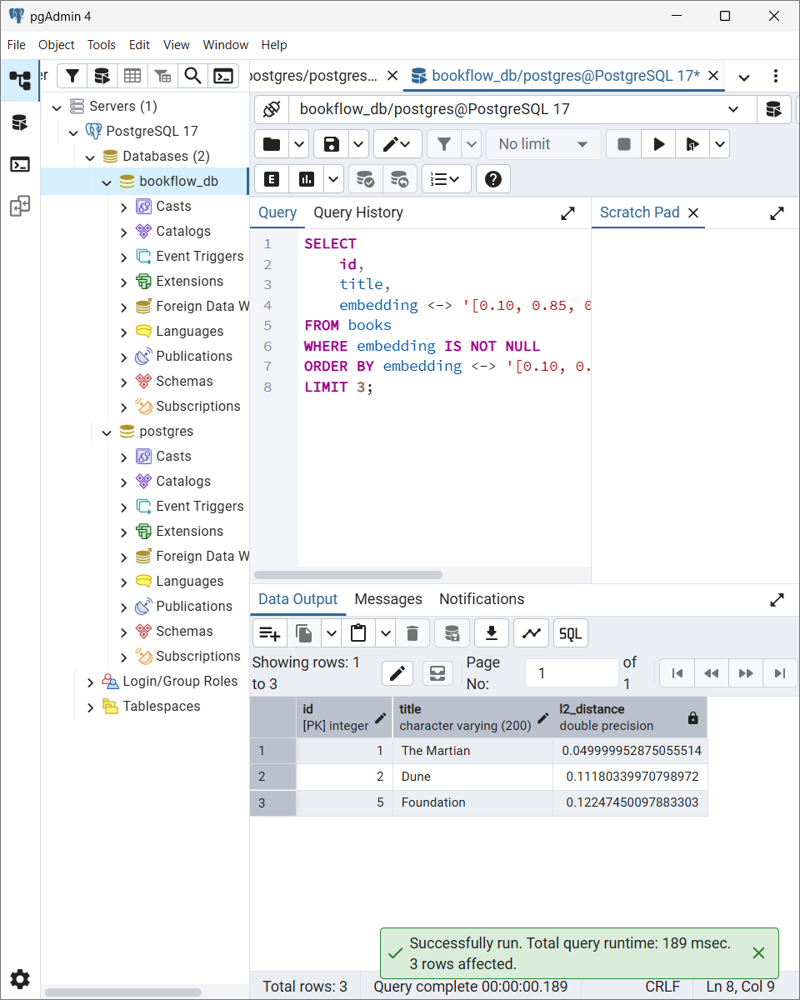 pgAdmin 4
File Object Tools Edit View Window Help
er
postgres/postgres...
bookflow_db/postgres@PostgreSQL 17*
Servers (1)
PostgreSQL 17
Databases (2)
bookflow_db
Casts
Catalogs
Event Triggers
Extensions
Foreign Data W
Languages
Publications
Schemas
Subscriptions
postgres
Casts
Catalogs
Event Triggers
Extensions
Foreign Data W
Languages
Publications
Schemas
Subscriptions
Login/Group Roles
Tablespaces
bookflow_db/postgres@PostgreSQL 17
No limit
E
Query Query History
Scratch Pad
1 SELECT
2 id,
3 title,
4 embedding <-> '[0.10, 0.85, 0
5 FROM books
6 WHERE embedding IS NOT NULL
7 ORDER BY embedding <-> '[0.10, 0.
8 LIMIT 3;
Data Output Messages Notifications
SQL
Showing rows: 1
to 3
Page
No:
1
of
1
id title l2_distance
[PK] integer character varying (200) double precision
1 1 The Martian 0.049999952875055514
2 2 Dune 0.11180339970798972
3 5 Foundation 0.12247450097883303
Successfully run. Total query runtime: 189 msec.
3 rows affected.
Total rows: 3 Query complete 00:00:00.189 CRLF Ln 8, Col 9